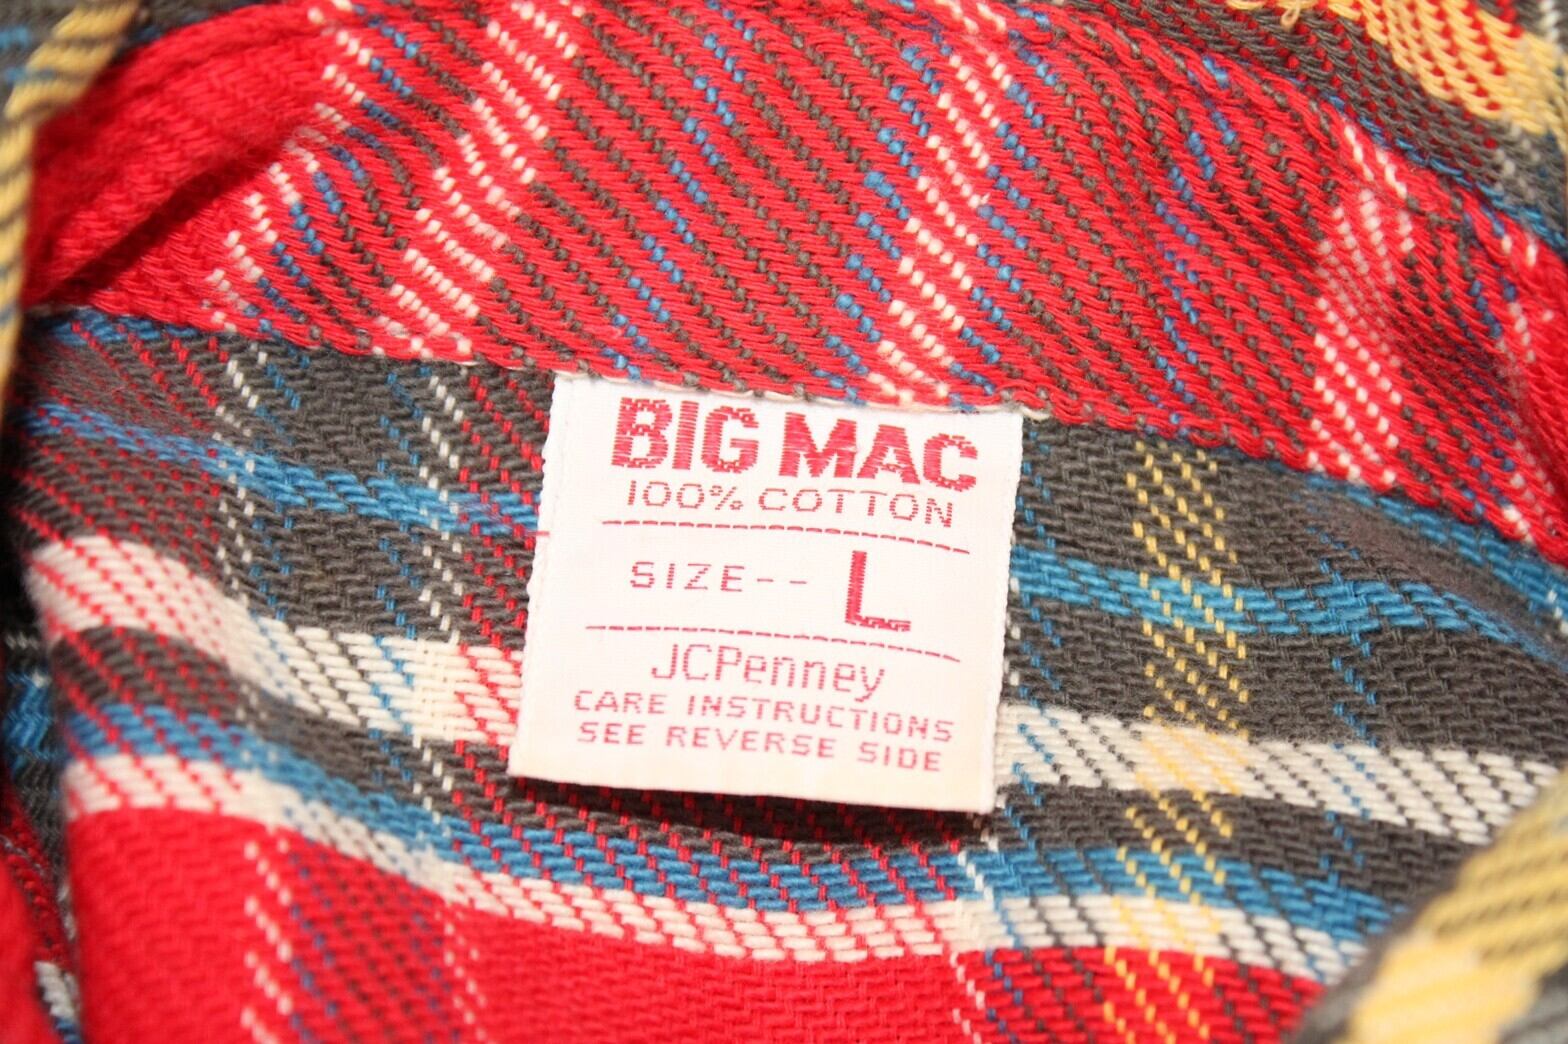 BIG MAC
100% COTTON
SIZE-- L
JCPenney
CARE INSTRUCTIONS
SEE REVERSE SIDE